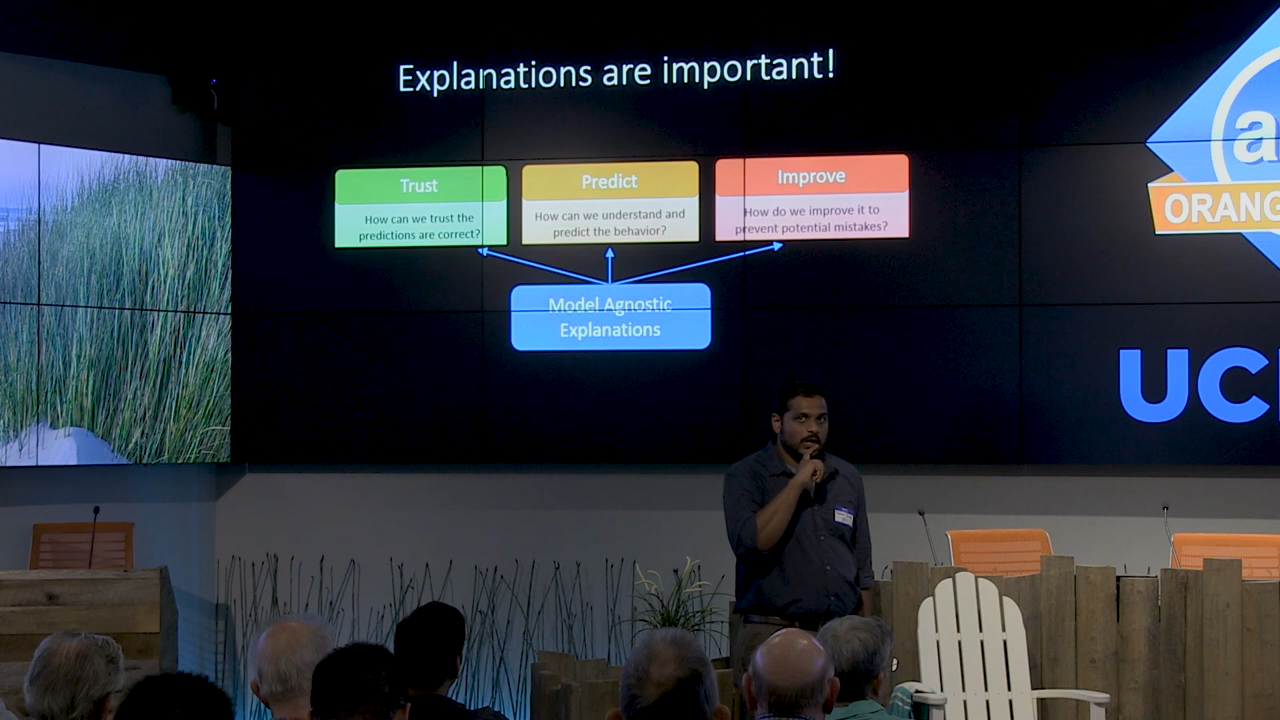 Explanations are important!
Trust
How can we trust the
predictions are correct?
Predict
How can we understand and
predict the behavior?
Improve
How do we improve it to
prevent potential mistakes?
Model Agnostic
Explanations
a
ORANG
UC